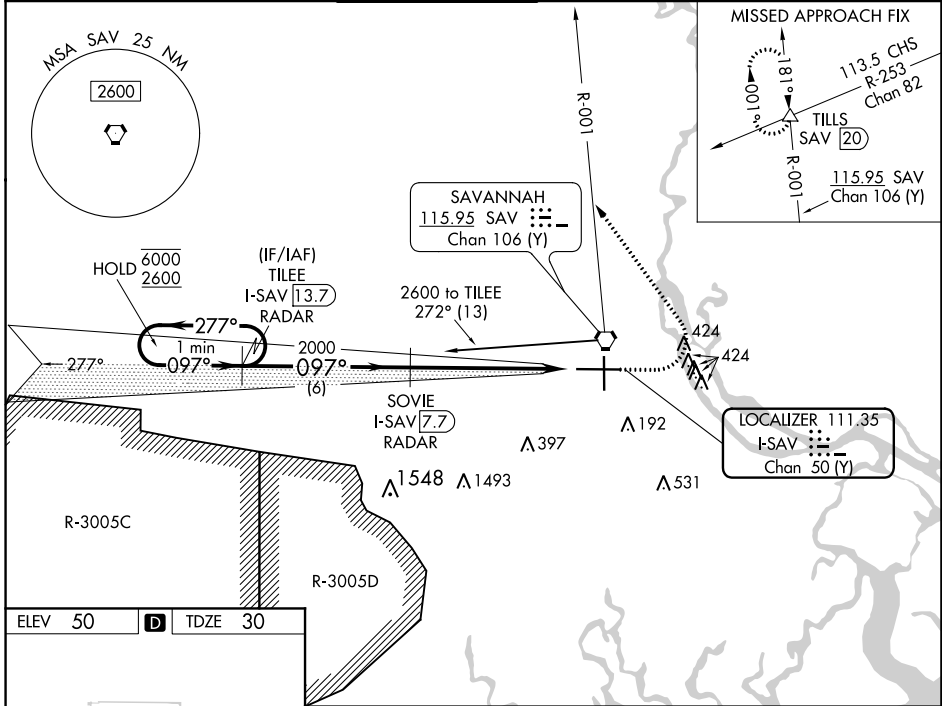 MSA SAV 25 NM
2600
MISSED APPROACH FIX
181°
001°
113.5 CHS
R-253
Chan 82
TILLS
SAV 20
R-001
115.95 SAV
Chan 106 (Y)
R-001
SAVANNAH
115.95 SAV
Chan 106 (Y)
HOLD 6000
2600
(IF/IAF)
TILEE
I-SAV 13.7
RADAR
2600 to TILEE
272° (13)
277°
1 min
097°
277°
2000
097°
(6)
SOVIE
I-SAV 7.7
RADAR
424
424
192
397
1548
1493
531
LOCALIZER 111.35
I-SAV
Chan 50 (Y)
R-3005C
R-3005D
ELEV 50 D TDZE 30